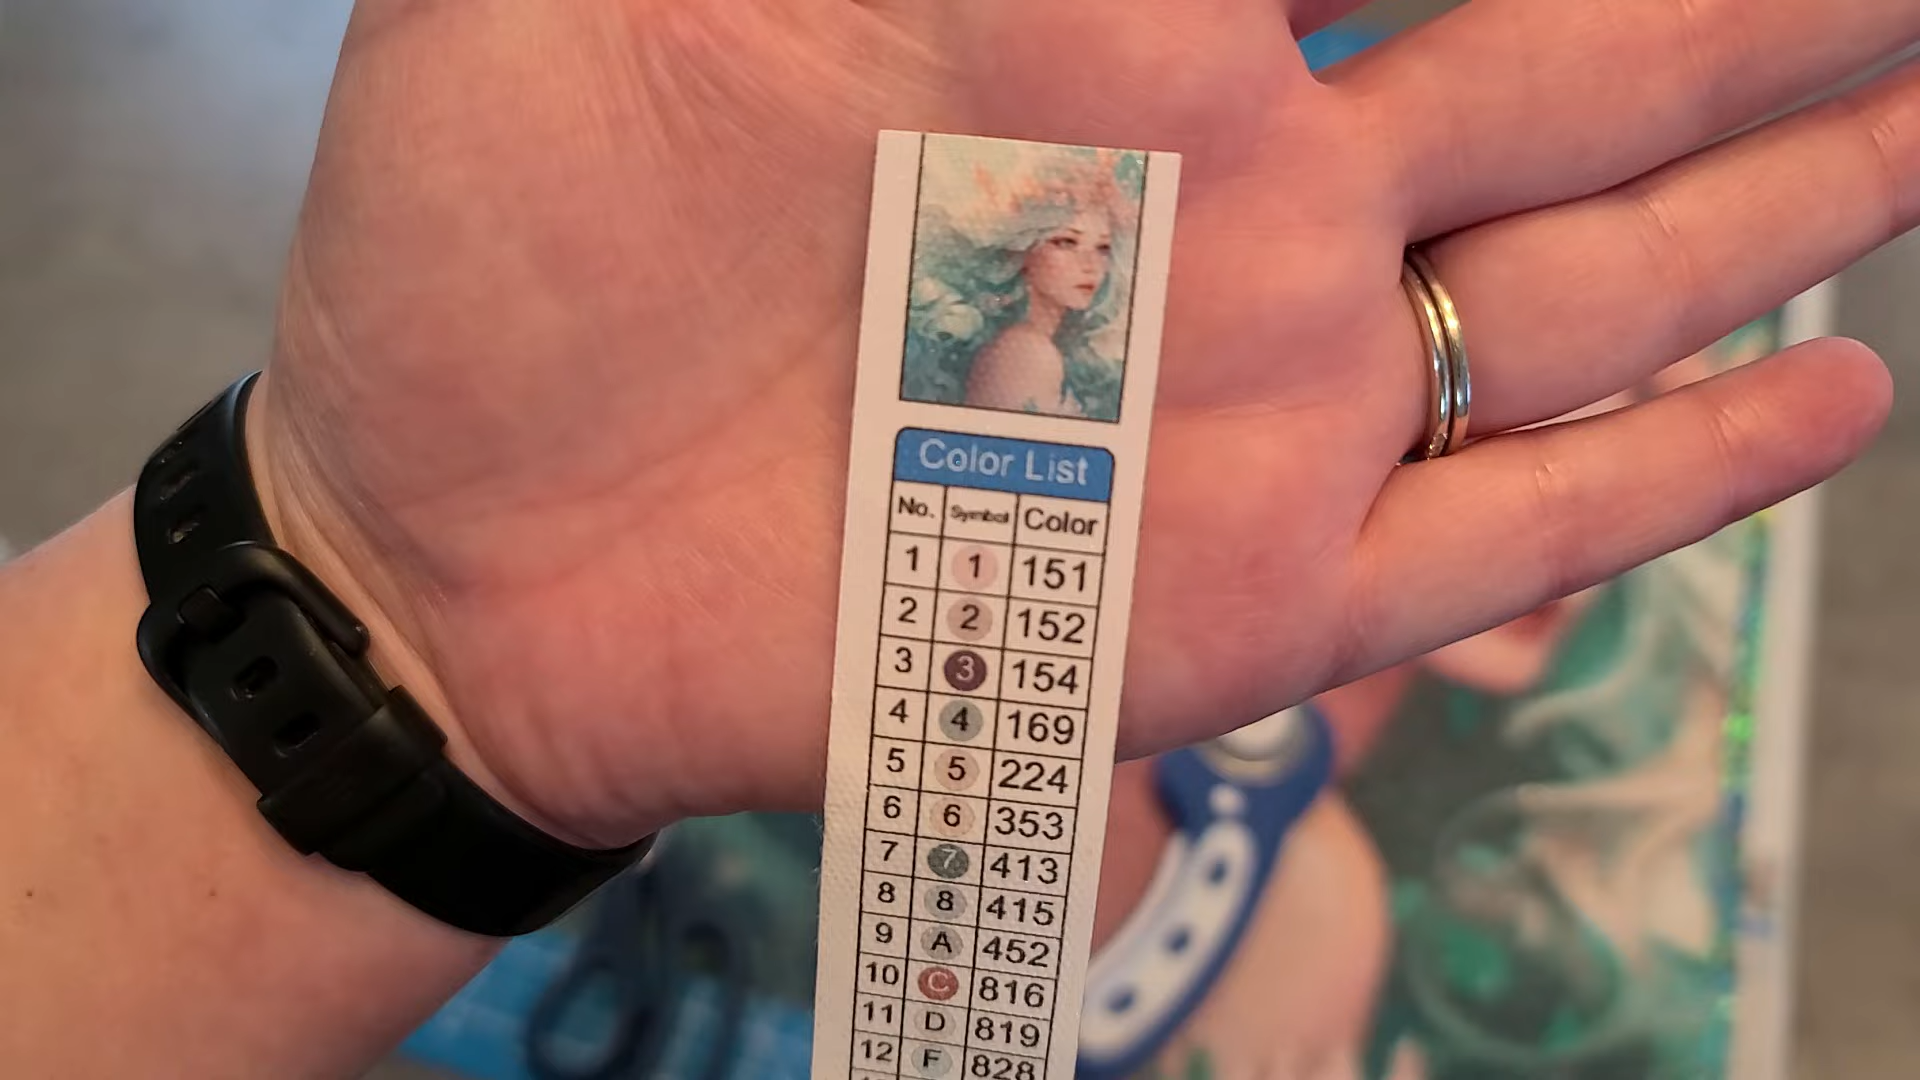 Color List
No. Symbol Color
1 1 151
2 2 152
3 3 154
4 4 169
5 5 224
6 6 353
7 7 413
8 8 415
9 A 452
10 C 816
11 D 819
12 F 828